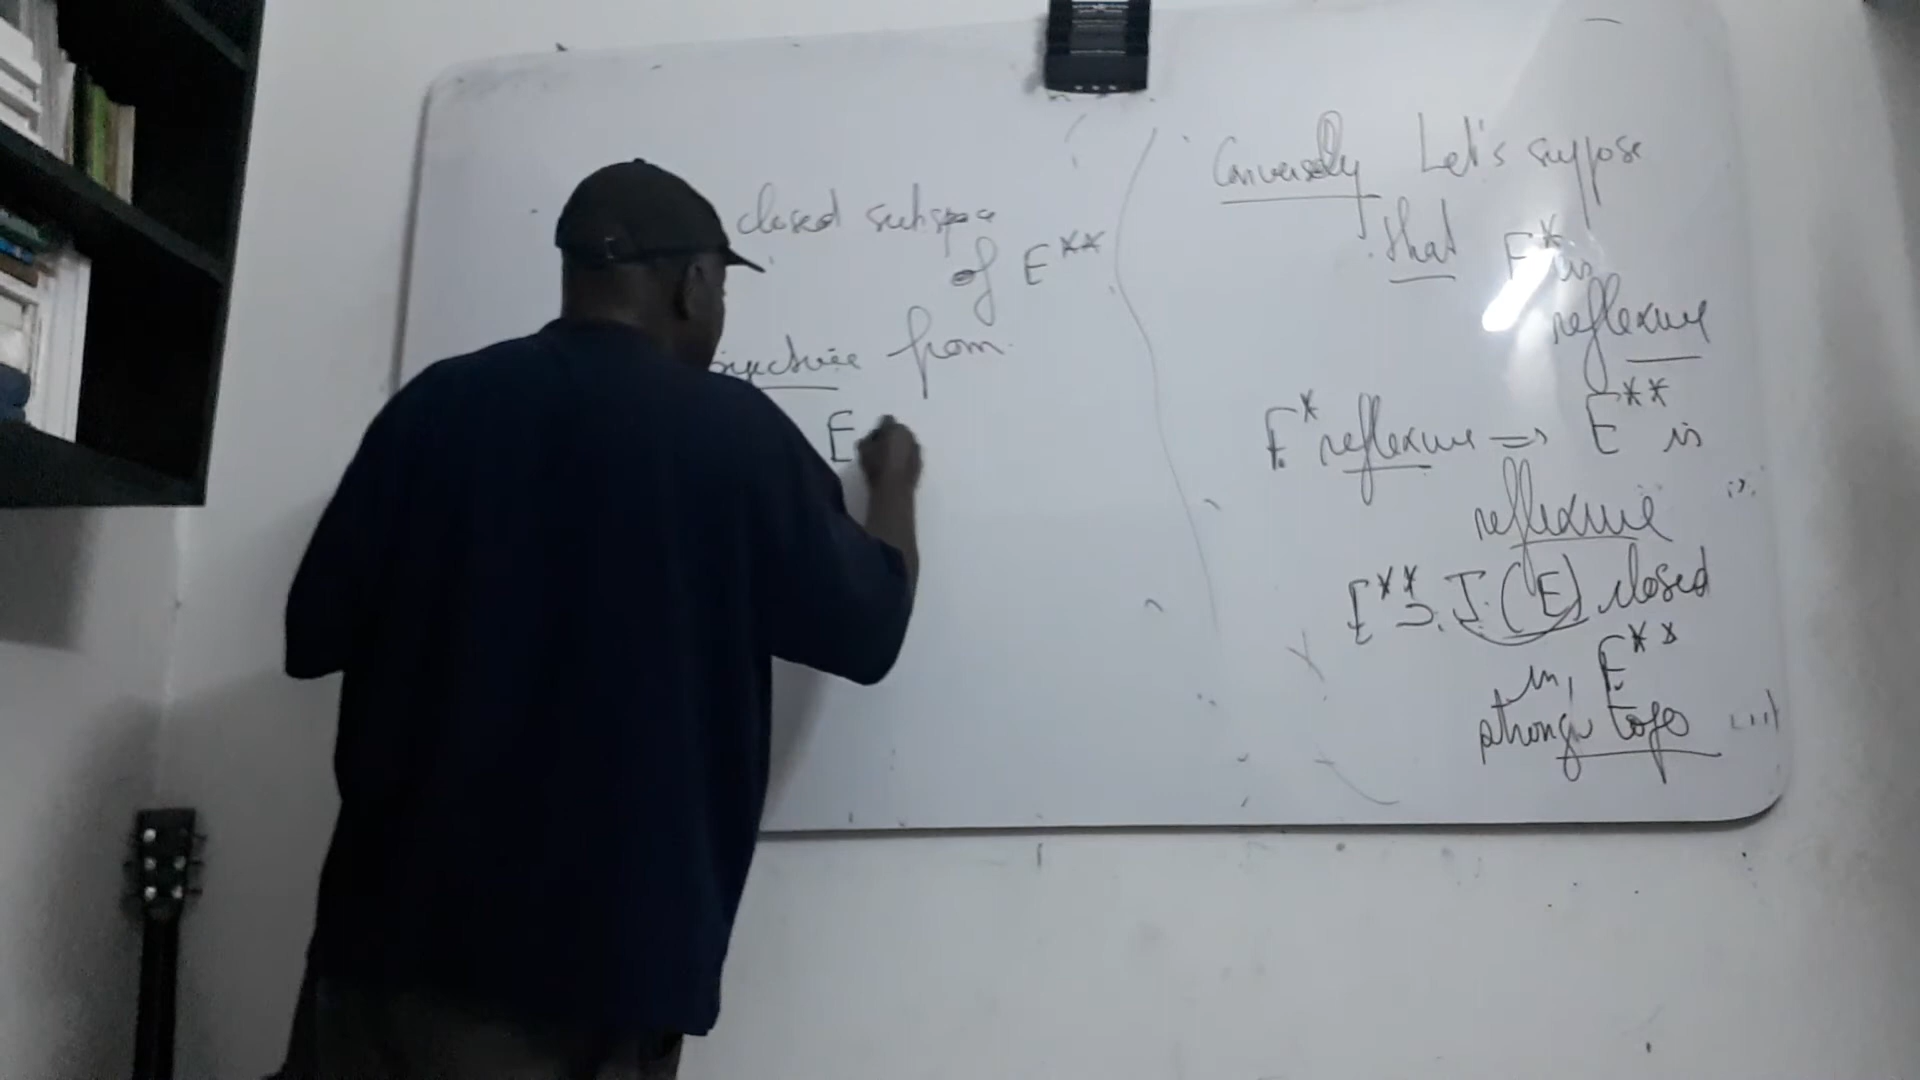 closed subspace
of E**
from
E
Conversely Let's suppose
that E* is
reflexive
E* reflexive => E** is
reflexive
E** ⊃ J(E) closed
in E**
strong topo